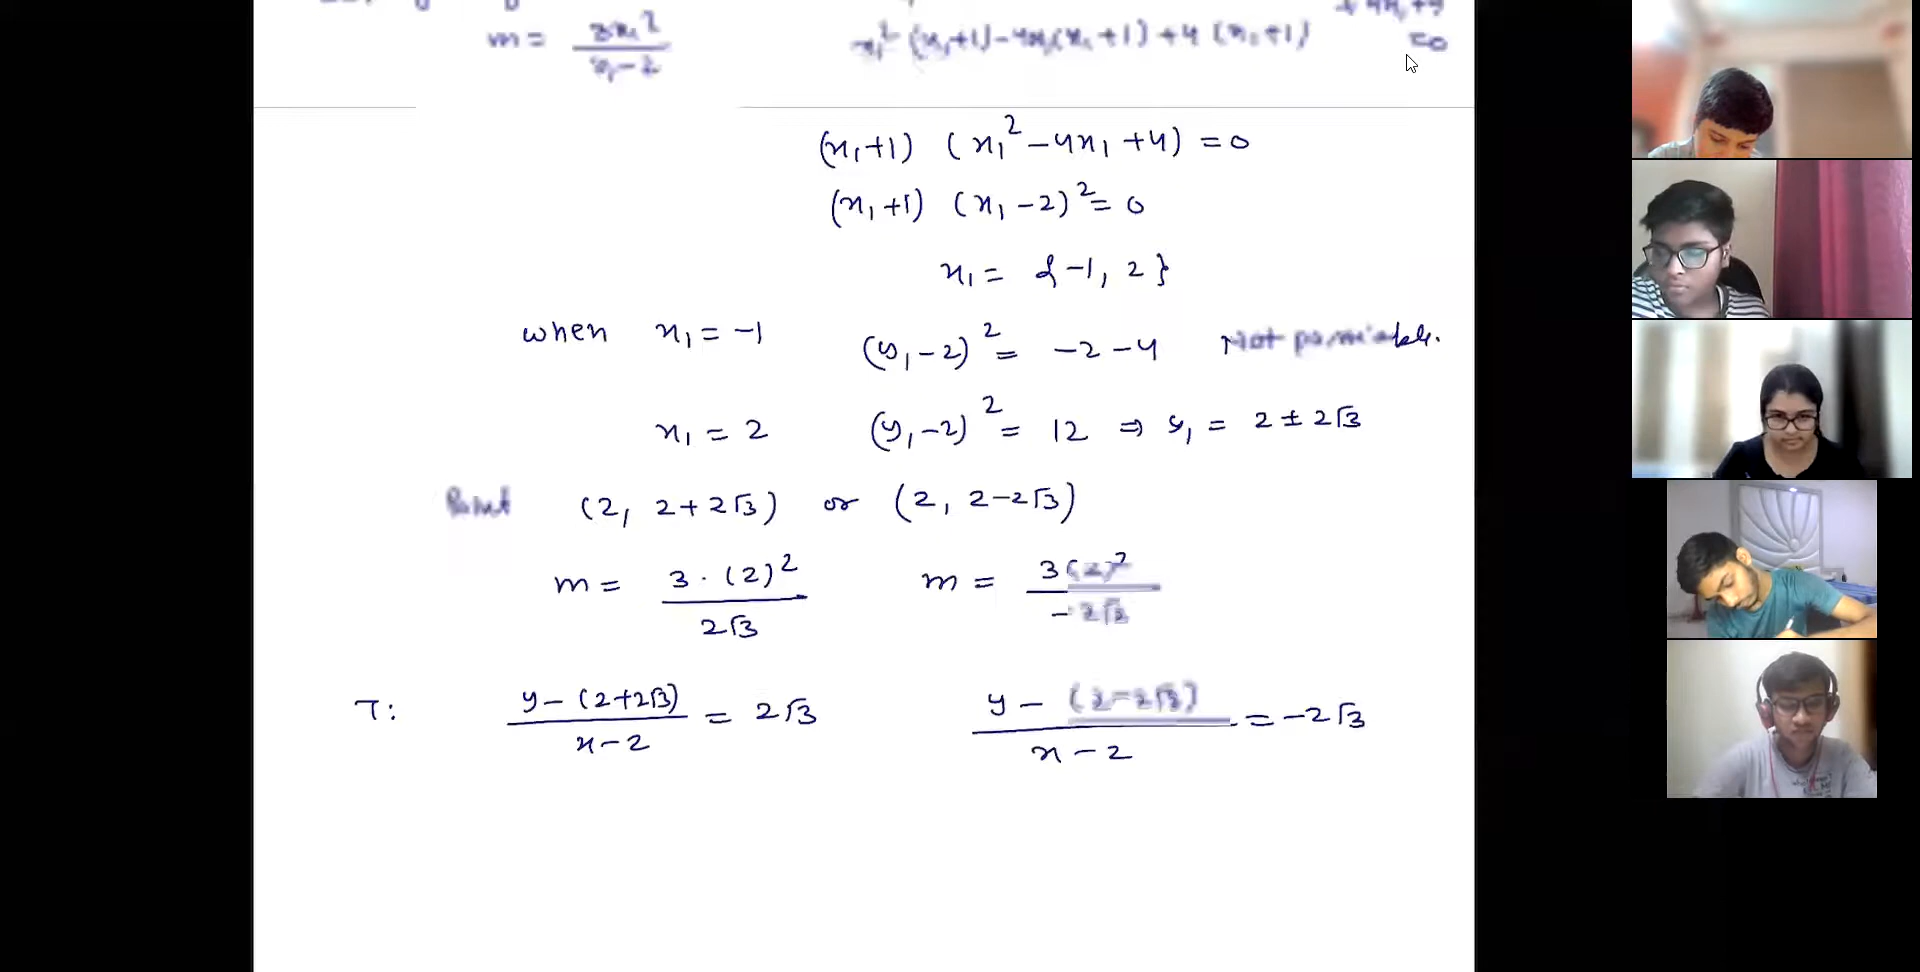 m = 3x₁² / y₁-2
x₁² (x₁+1) -4x₁(x₁+1) +4 (x₁+1) =0
(x₁+1) (x₁² -4x₁ +4) = 0
(x₁+1) (x₁ -2)² = 0
x₁ = {-1, 2}
when x₁ = -1 (y₁-2)² = -2-4 Not
x₁ = 2 (y₁-2)² = 12 ⇒ y₁ = 2 ± 2√3
Point (2, 2+2√3) or (2, 2-2√3)
m = 3·(2)² / 2√3 m = 3(2)² / -2√3
T: y-(2+2√3) / x-2 = 2√3 y-(2-2√3) / x-2 = -2√3